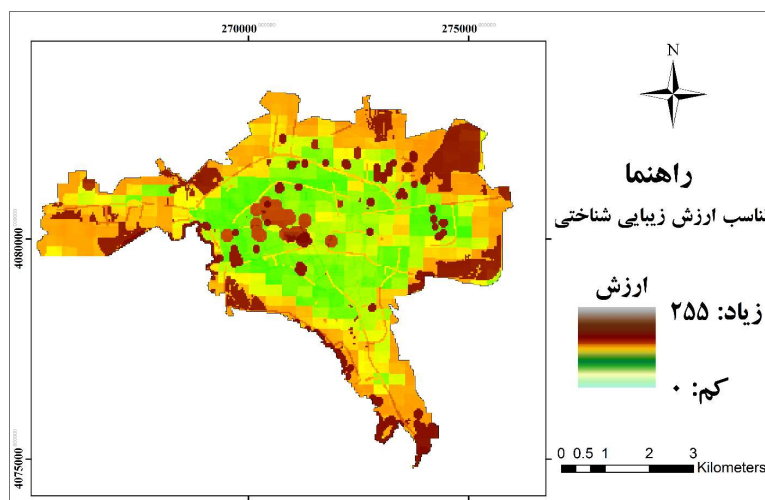 270000
275000
4080000
4075000
N
راهنما
تناسب ارزش زیبایی شناختی
ارزش
زیاد: ۲۵۵
کم: ۰
0 0.5 1 2 3
Kilometers